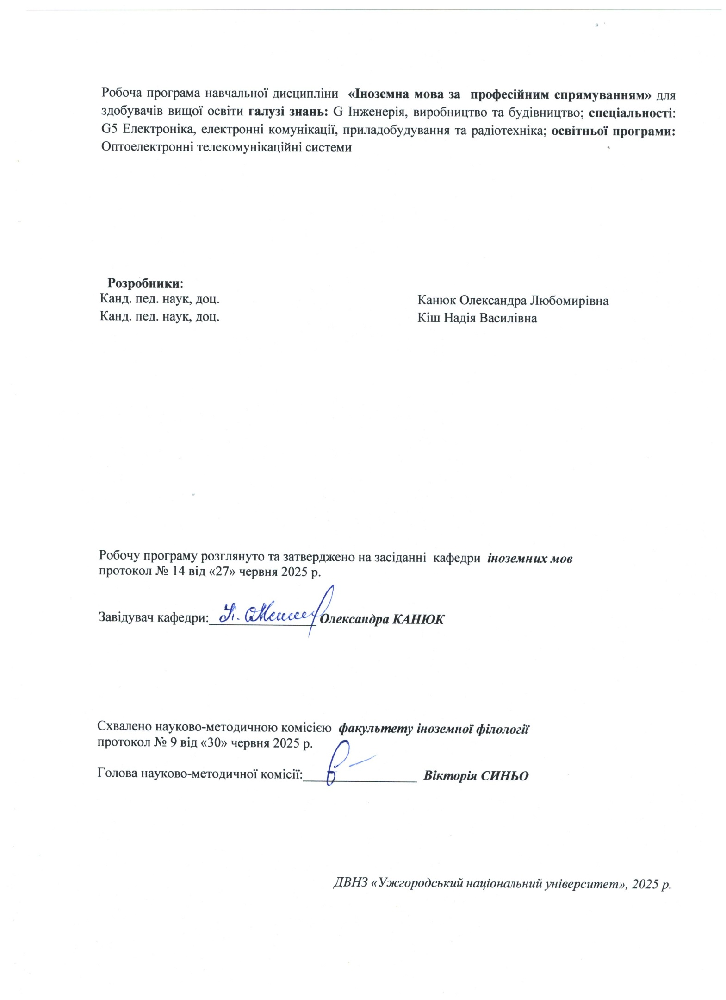 Робоча програма навчальної дисципліни «Іноземна мова за професійним спрямуванням» для
здобувачів вищої освіти галузі знань: G Інженерія, виробництво та будівництво; спеціальності:
G5 Електроніка, електронні комунікації, приладобудування та радіотехніка; освітньої програми:
Оптоелектронні телекомунікаційні системи
Розробники:
Канд. пед. наук, доц. Канюк Олександра Любомирівна
Канд. пед. наук, доц. Кіш Надія Василівна
Робочу програму розглянуто та затверджено на засіданні кафедри іноземних мов
протокол № 14 від «27» червня 2025 р.
Завідувач кафедри: Олександра КАНЮК
Схвалено науково-методичною комісією факультету іноземної філології
протокол № 9 від «30» червня 2025 р.
Голова науково-методичної комісії: Вікторія СИНЬО
ДВНЗ «Ужгородський національний університет», 2025 р.